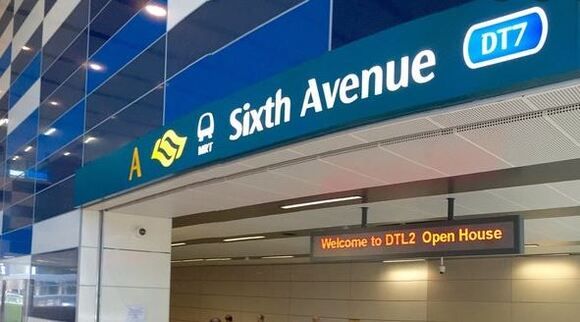 A MRT Sixth Avenue DT7
Welcome to DTL2 Open House